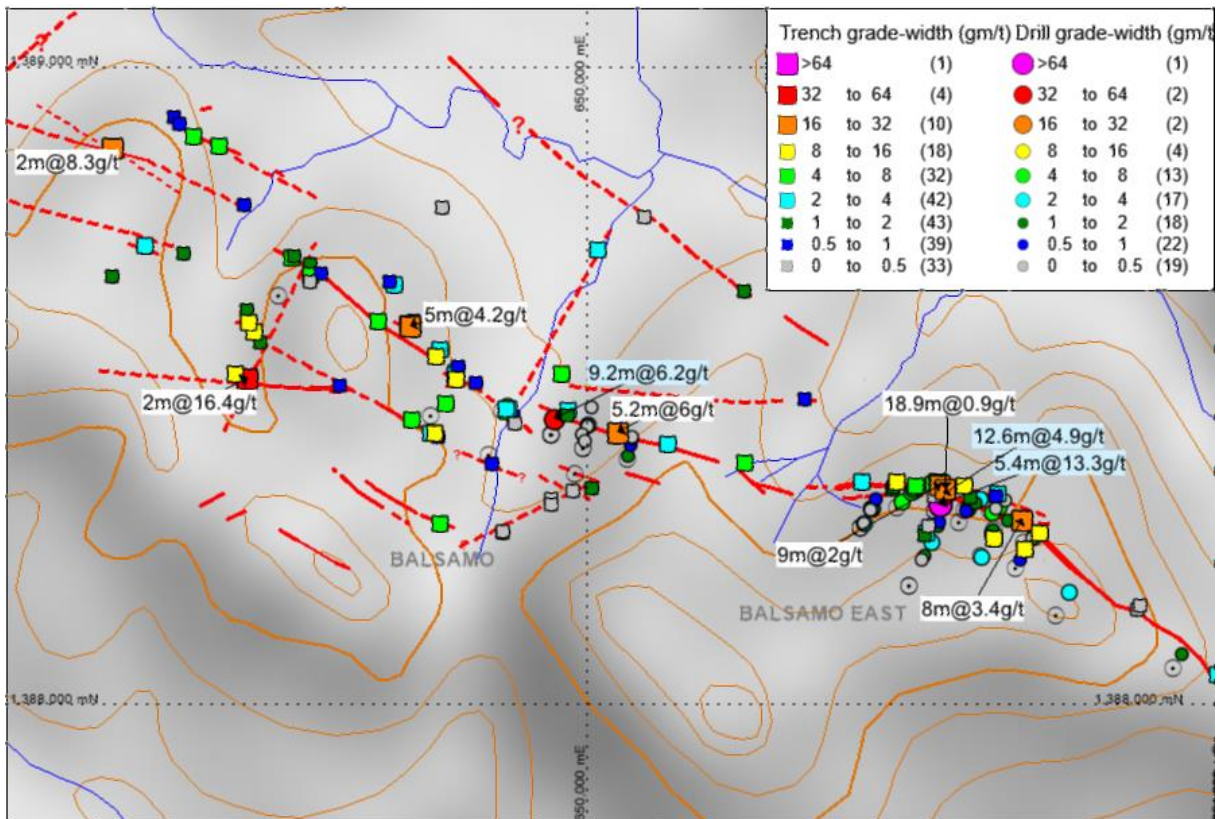 Trench grade-width (gm/t) Drill grade-width (gm/t
>64 (1) >64 (1)
32 to 64 (4) 32 to 64 (2)
16 to 32 (10) 16 to 32 (2)
8 to 16 (18) 8 to 16 (4)
4 to 8 (32) 4 to 8 (13)
2 to 4 (42) 2 to 4 (17)
1 to 2 (43) 1 to 2 (18)
0.5 to 1 (39) 0.5 to 1 (22)
0 to 0.5 (33) 0 to 0.5 (19)
?
1,389,000 mN
650,000 mE
?
2m@8.3g/t
5m@4.2g/t
9.2m@6.2g/t
2m@16.4g/t
5.2m@6g/t
18.9m@0.9g/t
12.6m@4.9g/t
5.4m@13.3g/t
?
?
9m@2g/t
BALSAMO
BALSAMO EAST
8m@3.4g/t
1,388,000 mN
1,388,000 mN
650,000 mE